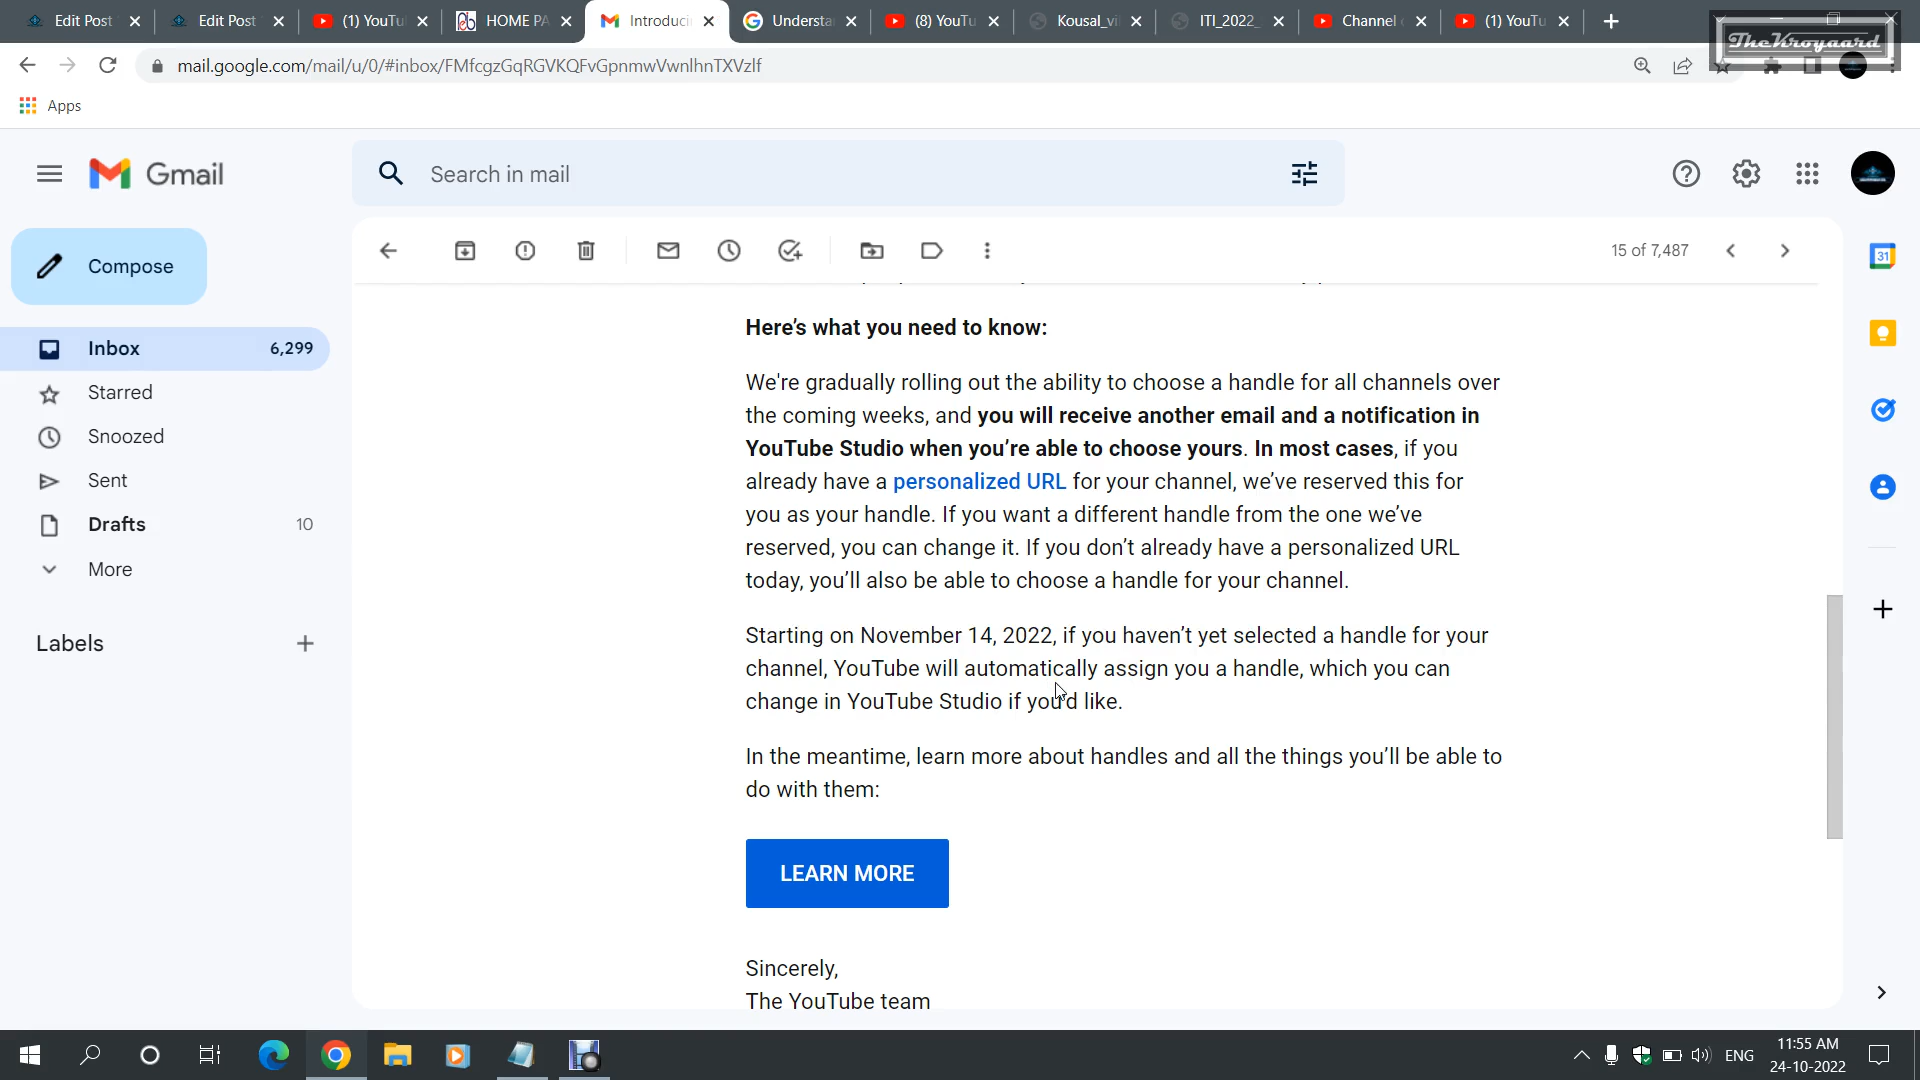 Edit Post
Edit Post
(1) YouTu
HOME PA
Introduci
Understa
(8) YouTu
Kousal_vi
ITI_2022_
Channel
(1) YouTu
TheKroyaard
mail.google.com/mail/u/0/#inbox/FMfcgzGqRGVKQFvGpnmwVwnlhnTXVzlf
Apps
Gmail
Search in mail
Compose
15 of 7,487
Inbox 6,299
Starred
Snoozed
Sent
Drafts 10
More
Labels
31
Here’s what you need to know:
We're gradually rolling out the ability to choose a handle for all channels over
the coming weeks, and you will receive another email and a notification in
YouTube Studio when you’re able to choose yours. In most cases, if you
already have a personalized URL for your channel, we’ve reserved this for
you as your handle. If you want a different handle from the one we’ve
reserved, you can change it. If you don’t already have a personalized URL
today, you’ll also be able to choose a handle for your channel.
Starting on November 14, 2022, if you haven’t yet selected a handle for your
channel, YouTube will automatically assign you a handle, which you can
change in YouTube Studio if you’d like.
In the meantime, learn more about handles and all the things you’ll be able to
do with them:
LEARN MORE
Sincerely,
The YouTube team
ENG
11:55 AM
24-10-2022